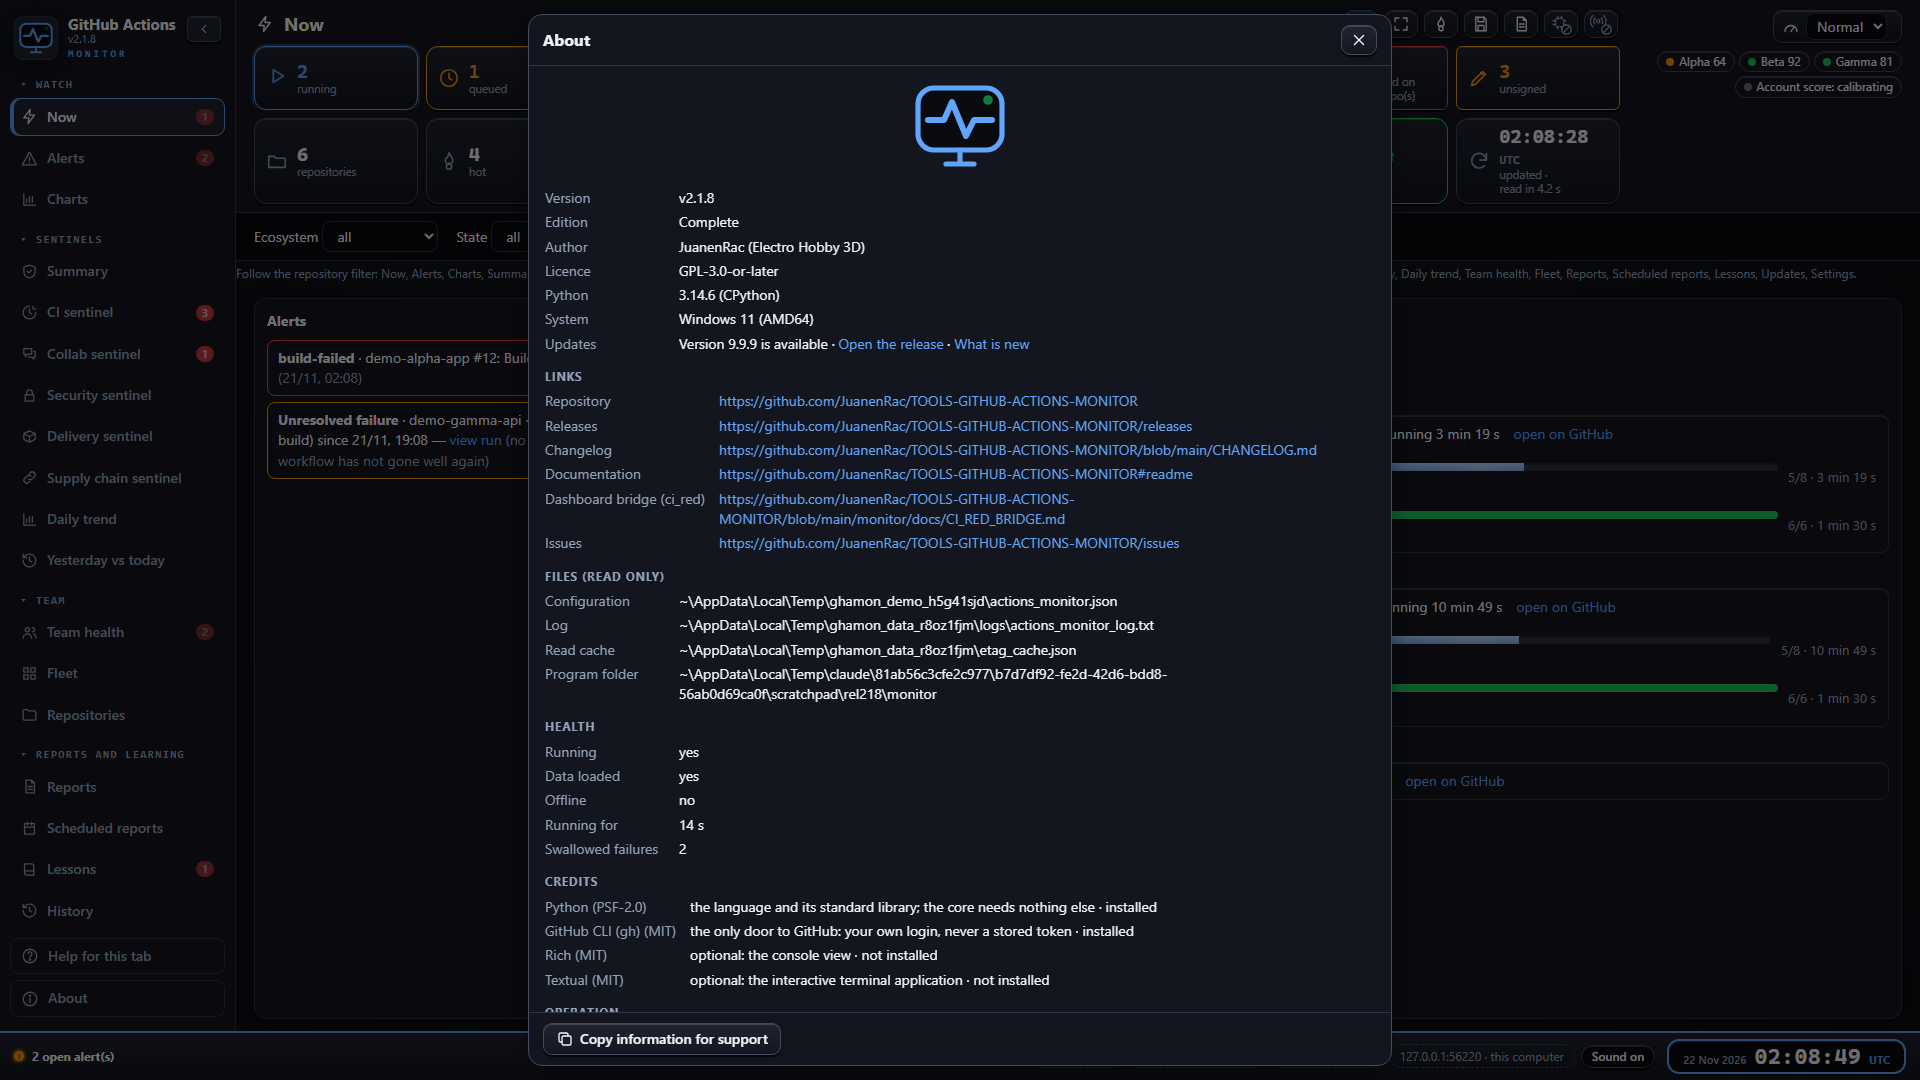 GitHub Actions
v2.1.8
MONITOR
WATCH
Now 1
Alerts 2
Charts
SENTINELS
Summary
CI sentinel 3
Collab sentinel 1
Security sentinel
Delivery sentinel
Supply chain sentinel
Daily trend
Yesterday vs today
TEAM
Team health 2
Fleet
Repositories
REPORTS AND LEARNING
Reports
Scheduled reports
Lessons 1
History
Help for this tab
About
Now
2
running
1
queued
6
repositories
4
hot
d on
po(s)
3
unsigned
02:08:28
UTC
updated ·
read in 4.2 s
Normal
Alpha 64
Beta 92
Gamma 81
Account score: calibrating
Ecosystem all State all
Follow the repository filter: Now, Alerts, Charts, Summa
, Daily trend, Team health, Fleet, Reports, Scheduled reports, Lessons, Updates, Settings.
Alerts
build-failed · demo-alpha-app #12: Buil
(21/11, 02:08)
Unresolved failure · demo-gamma-api ·
build) since 21/11, 19:08 — view run (no
workflow has not gone well again)
unning 3 min 19 s open on GitHub
5/8 · 3 min 19 s
6/6 · 1 min 30 s
nning 10 min 49 s open on GitHub
5/8 · 10 min 49 s
6/6 · 1 min 30 s
open on GitHub
About
Version v2.1.8
Edition Complete
Author JuanenRac (Electro Hobby 3D)
Licence GPL-3.0-or-later
Python 3.14.6 (CPython)
System Windows 11 (AMD64)
Updates Version 9.9.9 is available · Open the release · What is new
LINKS
Repository https://github.com/JuanenRac/TOOLS-GITHUB-ACTIONS-MONITOR
Releases https://github.com/JuanenRac/TOOLS-GITHUB-ACTIONS-MONITOR/releases
Changelog https://github.com/JuanenRac/TOOLS-GITHUB-ACTIONS-MONITOR/blob/main/CHANGELOG.md
Documentation https://github.com/JuanenRac/TOOLS-GITHUB-ACTIONS-MONITOR#readme
Dashboard bridge (ci_red) https://github.com/JuanenRac/TOOLS-GITHUB-ACTIONS-
MONITOR/blob/main/monitor/docs/CI_RED_BRIDGE.md
Issues https://github.com/JuanenRac/TOOLS-GITHUB-ACTIONS-MONITOR/issues
FILES (READ ONLY)
Configuration ~\AppData\Local\Temp\ghamon_demo_h5g41sjd\actions_monitor.json
Log ~\AppData\Local\Temp\ghamon_data_r8oz1fjm\logs\actions_monitor_log.txt
Read cache ~\AppData\Local\Temp\ghamon_data_r8oz1fjm\etag_cache.json
Program folder ~\AppData\Local\Temp\claude\81ab56c3cfe2c977\b7d7df92-fe2d-42d6-bdd8-
56ab0d69ca0f\scratchpad\rel218\monitor
HEALTH
Running yes
Data loaded yes
Offline no
Running for 14 s
Swallowed failures 2
CREDITS
Python (PSF-2.0) the language and its standard library; the core needs nothing else · installed
GitHub CLI (gh) (MIT) the only door to GitHub: your own login, never a stored token · installed
Rich (MIT) optional: the console view · not installed
Textual (MIT) optional: the interactive terminal application · not installed
OPERATION
Copy information for support
2 open alert(s)
127.0.0.1:56220 · this computer
Sound on
22 Nov 2026 02:08:49 UTC